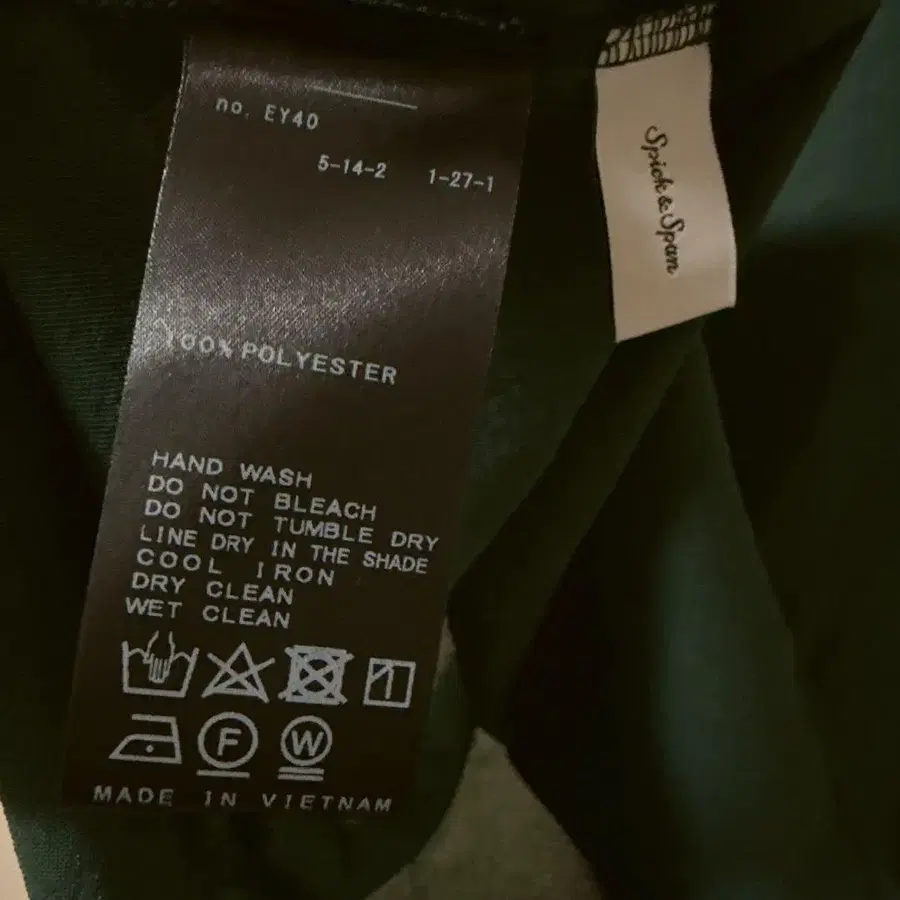 no. EY40
5-14-2 1-27-1
100% POLYESTER
HAND WASH
DO NOT BLEACH
DO NOT TUMBLE DRY
LINE DRY IN THE SHADE
COOL IRON
DRY CLEAN
WET CLEAN
F W
MADE IN VIETNAM
Spick & Span